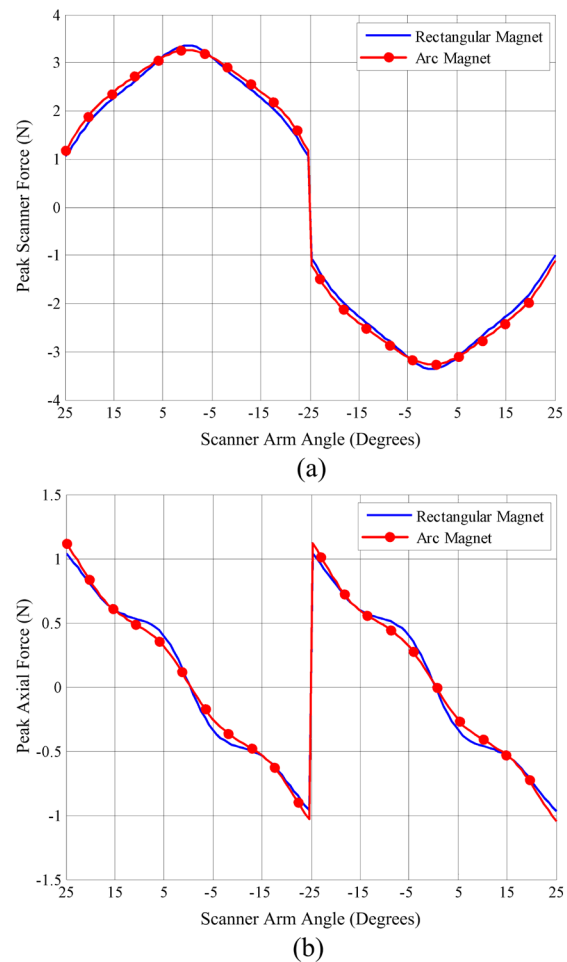 4
3
2
1
0
-1
-2
-3
-4
Peak Scanner Force (N)
Rectangular Magnet
Arc Magnet
25 15 5 -5 -15 -25 -15 -5 5 15 25
Scanner Arm Angle (Degrees)
(a)
1.5
1
0.5
0
-0.5
-1
-1.5
Peak Axial Force (N)
Rectangular Magnet
Arc Magnet
25 15 5 -5 -15 -25 -15 -5 5 15 25
Scanner Arm Angle (Degrees)
(b)